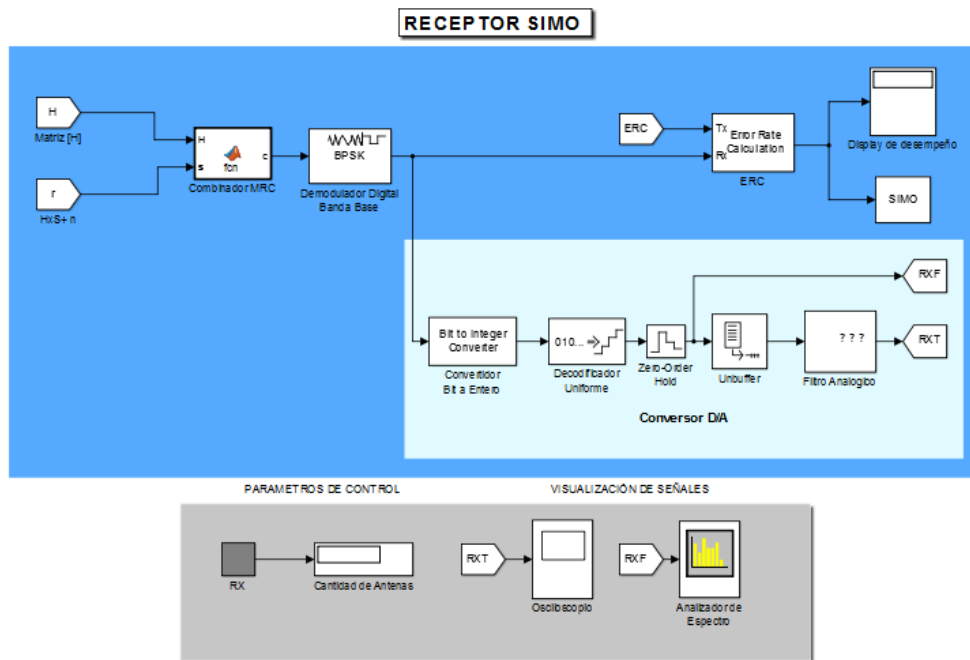 RECEPTOR SIMO
H
Matriz [H]
r
HxS+ n
H
s
fcn
c
Combinador MRC
BPSK
Demodulador Digital
Banda Base
ERC
Tx
Rx
Error Rate
Calculation
ERC
Display de desempeño
SIMO
RXF
Bit to Integer
Converter
Convertidor
Bit a Entero
010...
Decodificador
Uniforme
Zero-Order
Hold
Unbuffer
? ? ?
Filtro Analogico
RXT
Conversor D/A
PARAMETROS DE CONTROL
VISUALIZACIÓN DE SEÑALES
RX
Cantidad de Antenas
RXT
Osciloscopio
RXF
Analizador de
Espectro